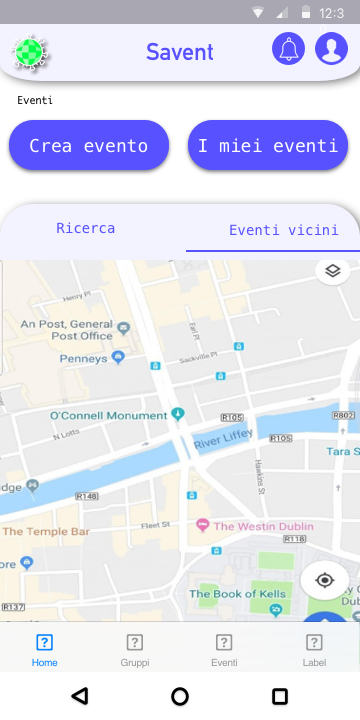 12:3
Savent
Eventi
Crea evento
I miei eventi
Ricerca
Eventi vicini
Henry Pl
An Post, General
Post Office
Earl Pl
Penneys
Sackville Pl
O'Connell Monument
R105
R802
N Lotts
River Liffey
R105
Tara S
Hawkins St
dge
R148
The Temple Bar
Fleet St
The Westin Dublin
R118
ore
The Book of Kells
y C
Dub
R137
Home
Gruppi
Eventi
Label